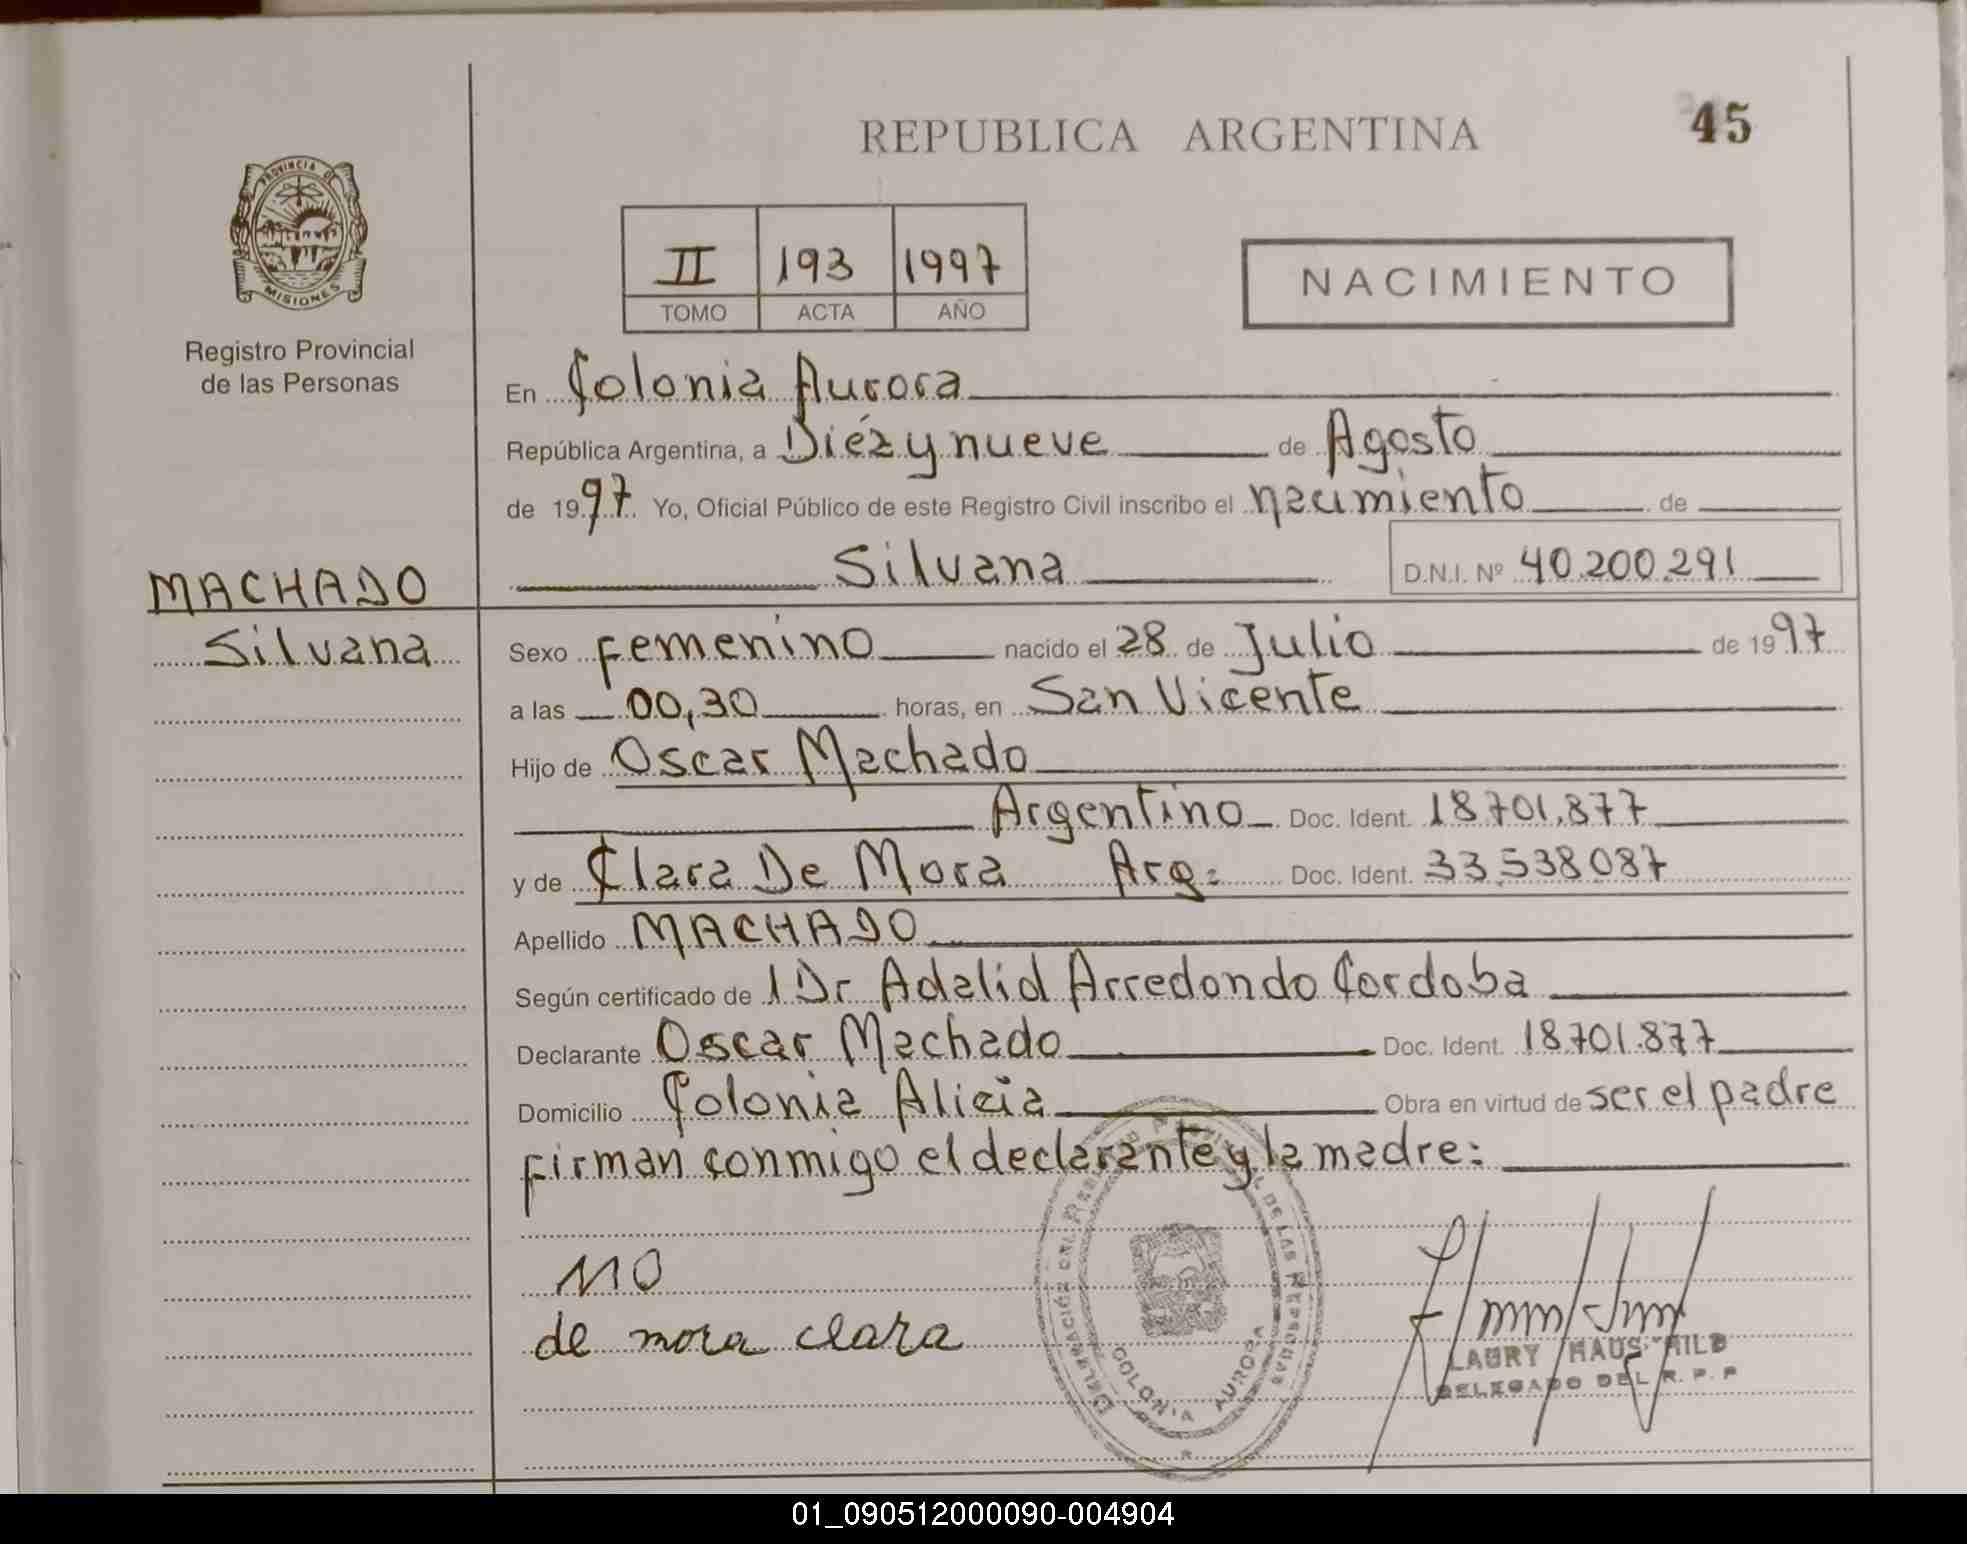 REPUBLICA ARGENTINA
45
PROVINCIA DE
MISIONES
Registro Provincial
de las Personas
II 193 1997
TOMO ACTA AÑO
NACIMIENTO
En Colonia Aurora
República Argentina, a Diéz y nueve de Agosto
de 1997 Yo, Oficial Público de este Registro Civil inscribo el nacimiento de
Silvana D.N.I. Nº 40.200.291
MACHADO
Silvana
Sexo Femenino nacido el 28 de Julio de 1997
a las 00,30 horas, en San Vicente
Hijo de Oscar Machado
Argentino Doc. Ident. 18.701.877
y de Clara De Mora Arg: Doc. Ident. 33.538.087
Apellido MACHADO
Según certificado de 1 Dr Adalid Arredondo Cordoba
Declarante Oscar Machado Doc. Ident. 18.701.877
Domicilio Colonia Alicia Obra en virtud de ser el padre
firman conmigo el declarante y la madre:
MO
de mora clara
COLONIA AURORA
LAURY
DELEGADO DEL R. P. P
01_090512000090-004904